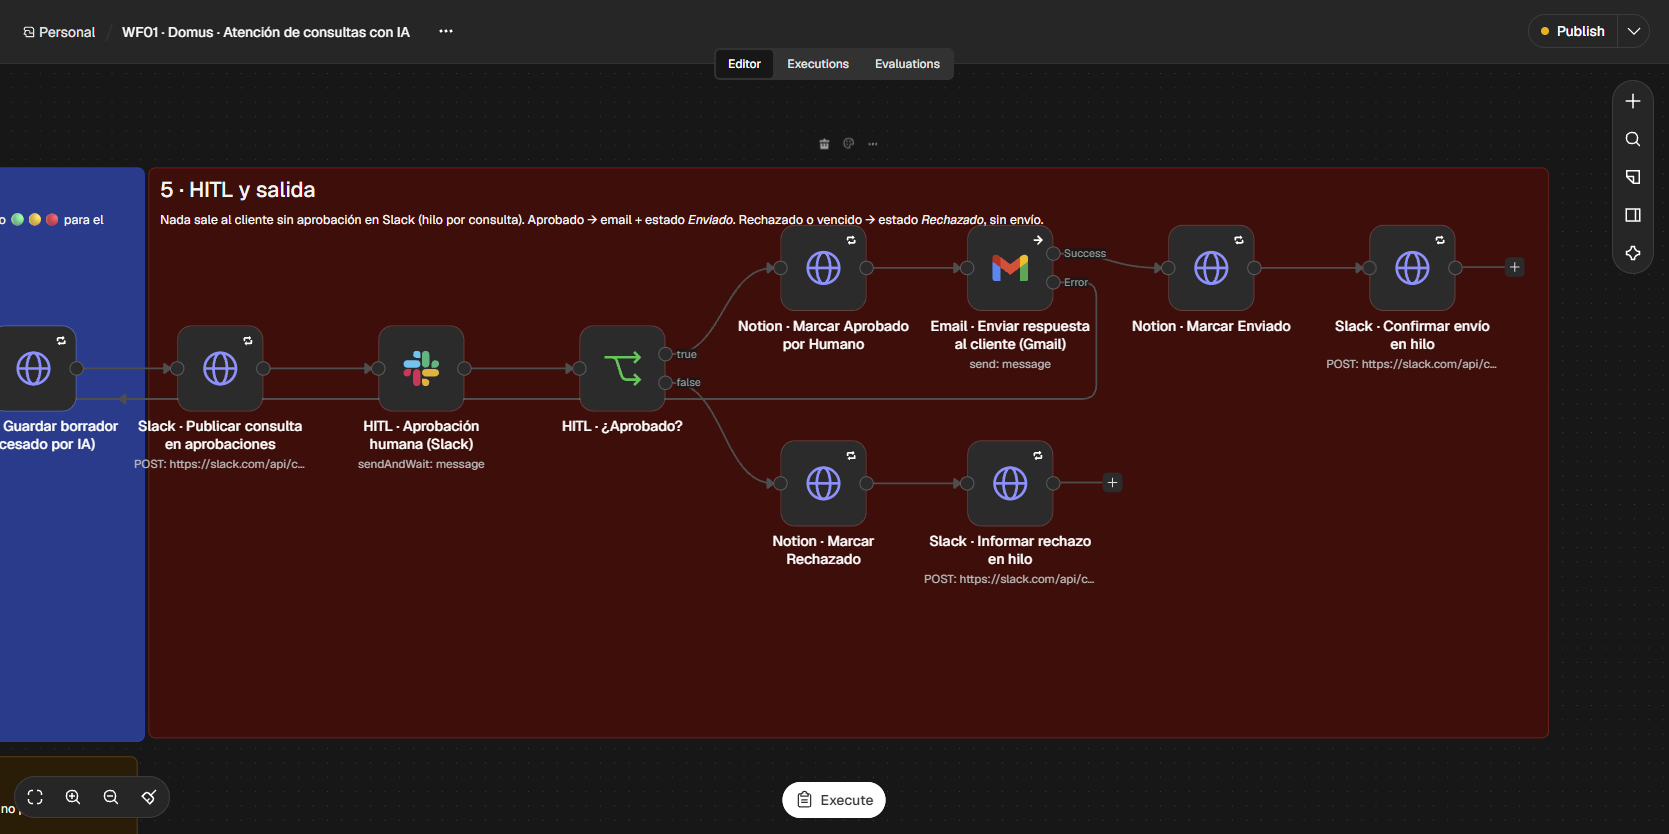 Personal / WF01 · Domus · Atención de consultas con IA ···
Publish
Editor Executions Evaluations
5 · HITL y salida
o para el
Nada sale al cliente sin aprobación en Slack (hilo por consulta). Aprobado → email + estado Enviado. Rechazado o vencido → estado Rechazado, sin envío.
Success
Error
Notion · Marcar Aprobado
por Humano
Email · Enviar respuesta
al cliente (Gmail)
send: message
Notion · Marcar Enviado
Slack · Confirmar envío
en hilo
POST: https://slack.com/api/c...
true
false
Guardar borrador
cesado por IA)
Slack · Publicar consulta
en aprobaciones
POST: https://slack.com/api/c...
HITL · Aprobación
humana (Slack)
sendAndWait: message
HITL · ¿Aprobado?
Notion · Marcar
Rechazado
Slack · Informar rechazo
en hilo
POST: https://slack.com/api/c...
no
Execute